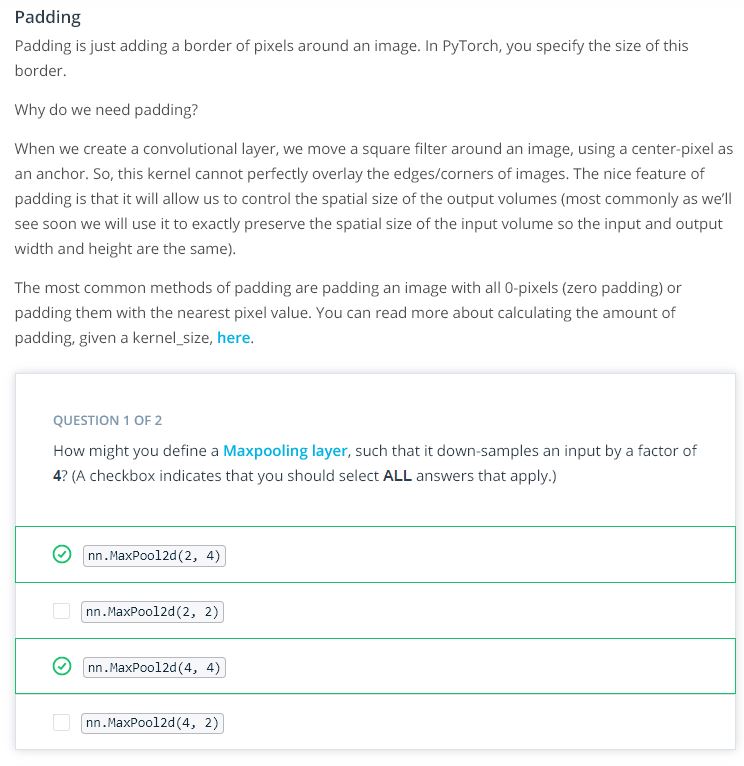 Padding
Padding is just adding a border of pixels around an image. In PyTorch, you specify the size of this
border.
Why do we need padding?
When we create a convolutional layer, we move a square filter around an image, using a center-pixel as
an anchor. So, this kernel cannot perfectly overlay the edges/corners of images. The nice feature of
padding is that it will allow us to control the spatial size of the output volumes (most commonly as we'll
see soon we will use it to exactly preserve the spatial size of the input volume so the input and output
width and height are the same).
The most common methods of padding are padding an image with all 0-pixels (zero padding) or
padding them with the nearest pixel value. You can read more about calculating the amount of
padding, given a kernel_size, here.
QUESTION 1 OF 2
How might you define a Maxpooling layer, such that it down-samples an input by a factor of
4? (A checkbox indicates that you should select ALL answers that apply.)
nn.MaxPool2d(2, 4)
nn.MaxPool2d(2, 2)
nn.MaxPool2d(4, 4)
nn.MaxPool2d(4, 2)